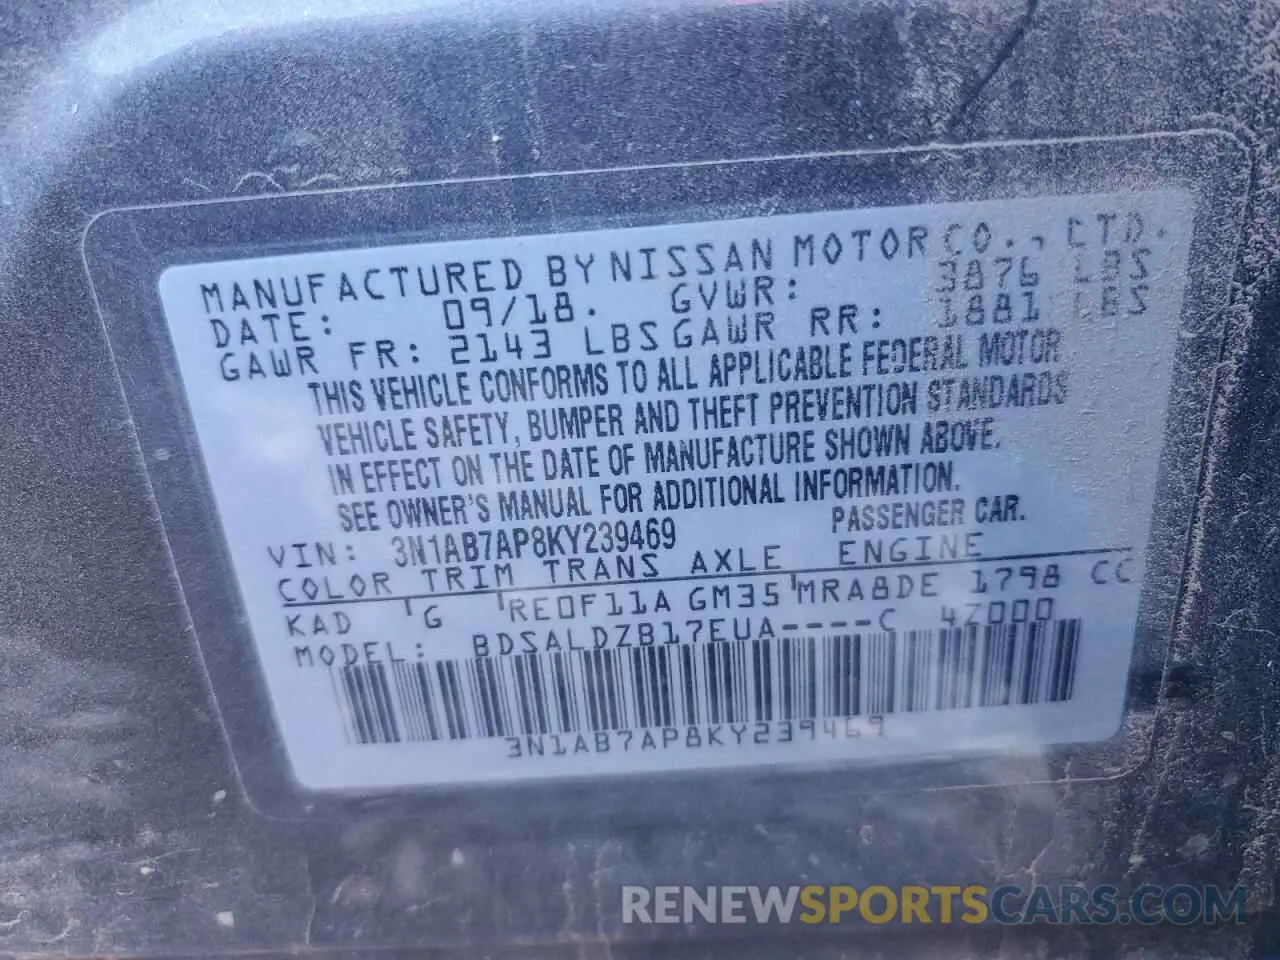 MANUFACTURED BY NISSAN MOTOR CO., LTD.
DATE: 09/18. GVWR: 3876 LBS
GAWR FR: 2143 LBS GAWR RR: 1881 LBS
THIS VEHICLE CONFORMS TO ALL APPLICABLE FEDERAL MOTOR
VEHICLE SAFETY, BUMPER AND THEFT PREVENTION STANDARDS
IN EFFECT ON THE DATE OF MANUFACTURE SHOWN ABOVE.
SEE OWNER'S MANUAL FOR ADDITIONAL INFORMATION.
VIN: 3N1AB7AP8KY239469 PASSENGER CAR.
COLOR TRIM TRANS AXLE ENGINE
KAD G RE0F11A GM35 MRA8DE 1798 CC
MODEL: BDSALDZB17EUA----C 4Z000
3N1AB7AP8KY239469
RENEWSPORTSCARS.COM